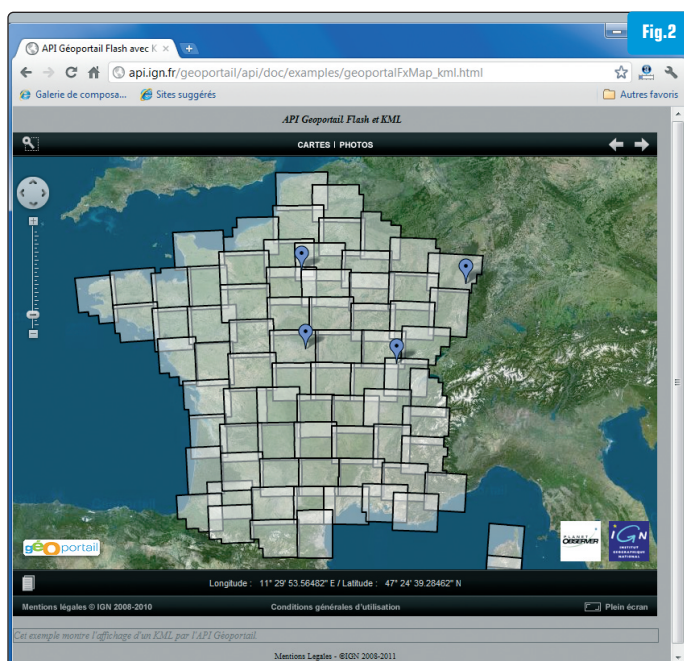 Fig.2
API Géoportail Flash avec K
api.ign.fr/geoportail/api/doc/examples/geoportalFxMap_kml.html
Galerie de composa... Sites suggérés Autres favoris
API Geoportail Flash et KML
CARTES | PHOTOS
géoportail
PLANET OBSERVER
IGN
INSTITUT GÉOGRAPHIQUE NATIONAL
Longitude : 11° 29' 53.56482" E / Latitude : 47° 24' 39.28462" N
Mentions légales © IGN 2008-2010 Conditions générales d'utilisation Plein écran
Cet exemple montre l'affichage d'un KML par l'API Géoportail.
Mentions Legales - ©IGN 2008-2011